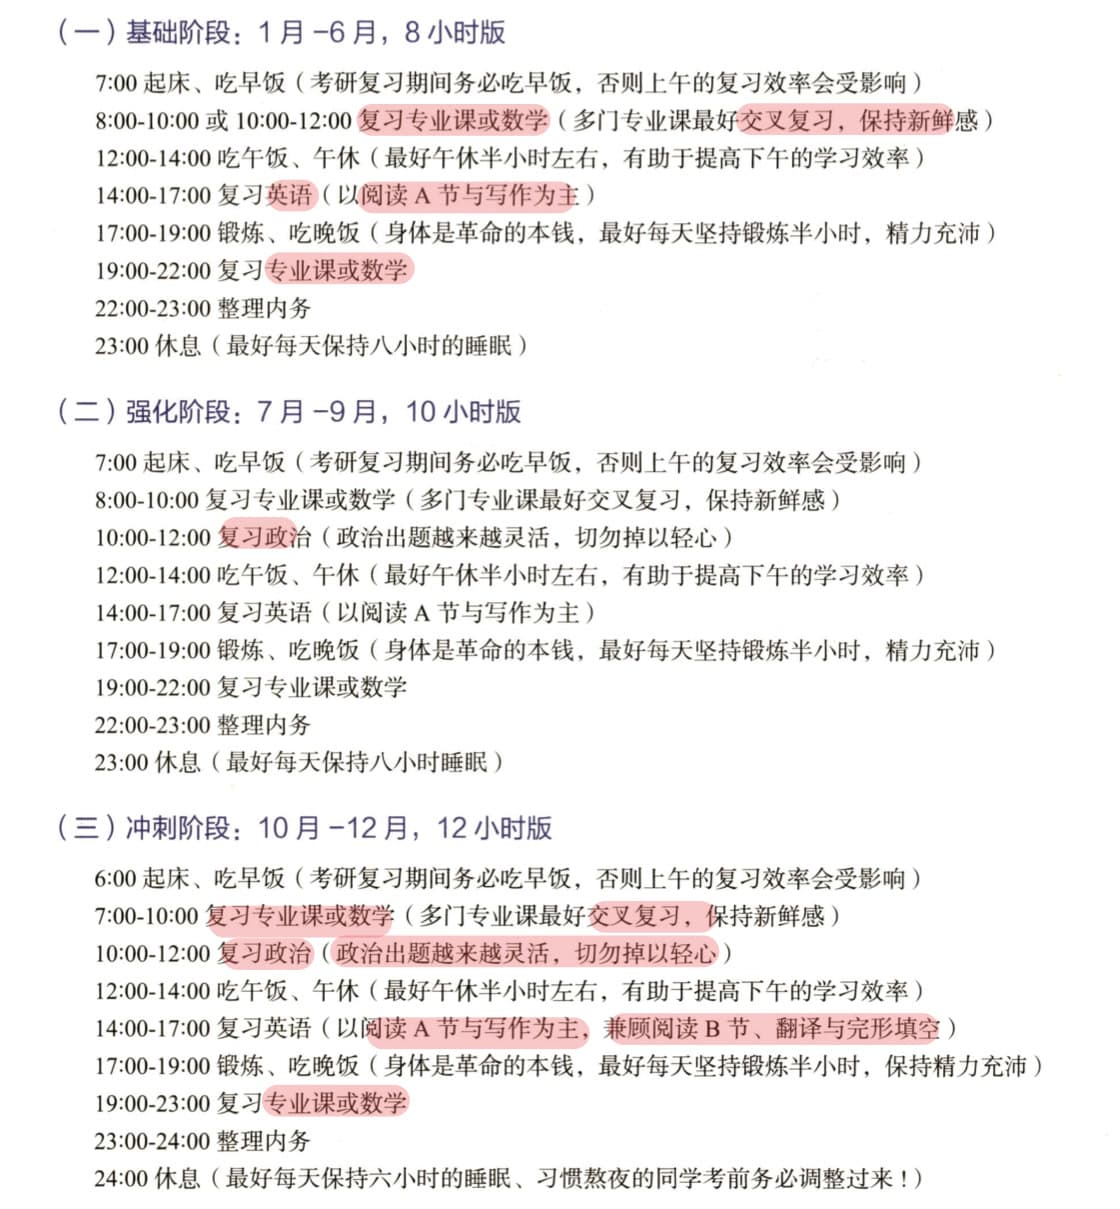 （一）基础阶段：1 月 –6 月，8 小时版
7:00 起床、吃早饭（考研复习期间务必吃早饭，否则上午的复习效率会受影响）
8:00-10:00 或 10:00-12:00 复习专业课或数学（多门专业课最好交叉复习，保持新鲜感）
12:00-14:00 吃午饭、午休（最好午休半小时左右，有助于提高下午的学习效率）
14:00-17:00 复习英语（以阅读 A 节与写作为主）
17:00-19:00 锻炼、吃晚饭（身体是革命的本钱，最好每天坚持锻炼半小时，精力充沛）
19:00-22:00 复习专业课或数学
22:00-23:00 整理内务
23:00 休息（最好每天保持八小时的睡眠）
（二）强化阶段：7 月 –9 月，10 小时版
7:00 起床、吃早饭（考研复习期间务必吃早饭，否则上午的复习效率会受影响）
8:00-10:00 复习专业课或数学（多门专业课最好交叉复习，保持新鲜感）
10:00-12:00 复习政治（政治出题越来越灵活，切勿掉以轻心）
12:00-14:00 吃午饭、午休（最好午休半小时左右，有助于提高下午的学习效率）
14:00-17:00 复习英语（以阅读 A 节与写作为主）
17:00-19:00 锻炼、吃晚饭（身体是革命的本钱，最好每天坚持锻炼半小时，精力充沛）
19:00-22:00 复习专业课或数学
22:00-23:00 整理内务
23:00 休息（最好每天保持八小时睡眠）
（三）冲刺阶段：10 月 –12 月，12 小时版
6:00 起床、吃早饭（考研复习期间务必吃早饭，否则上午的复习效率会受影响）
7:00-10:00 复习专业课或数学（多门专业课最好交叉复习，保持新鲜感）
10:00-12:00 复习政治（政治出题越来越灵活，切勿掉以轻心）
12:00-14:00 吃午饭、午休（最好午休半小时左右，有助于提高下午的学习效率）
14:00-17:00 复习英语（以阅读 A 节与写作为主，兼顾阅读 B 节、翻译与完形填空）
17:00-19:00 锻炼、吃晚饭（身体是革命的本钱，最好每天坚持锻炼半小时，保持精力充沛）
19:00-23:00 复习专业课或数学
23:00-24:00 整理内务
24:00 休息（最好每天保持六小时的睡眠、习惯熬夜的同学考前务必调整过来！）